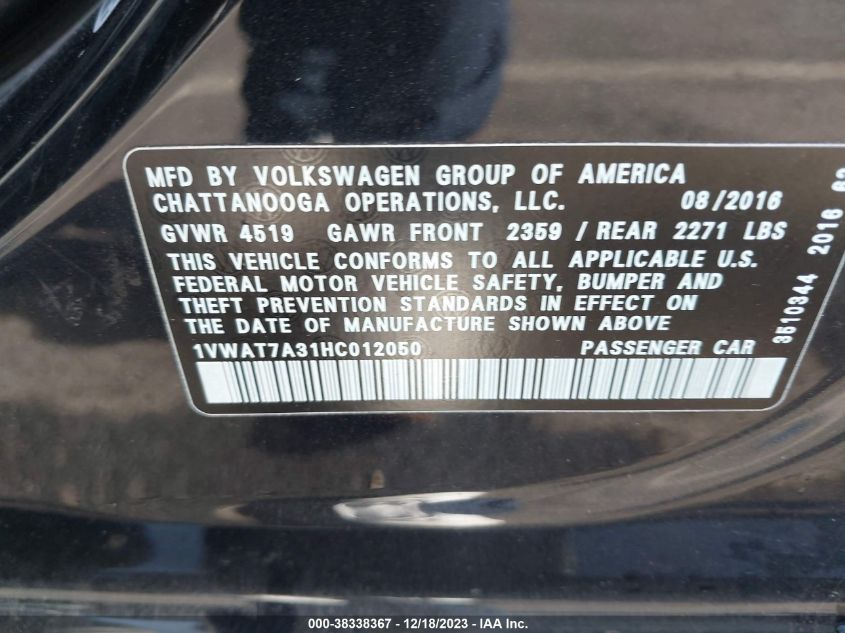 MFD BY VOLKSWAGEN GROUP OF AMERICA
CHATTANOOGA OPERATIONS, LLC. 08/2016
GVWR 4519 GAWR FRONT 2359 / REAR 2271 LBS
THIS VEHICLE CONFORMS TO ALL APPLICABLE U.S.
FEDERAL MOTOR VEHICLE SAFETY, BUMPER AND
THEFT PREVENTION STANDARDS IN EFFECT ON
THE DATE OF MANUFACTURE SHOWN ABOVE
1VWAT7A31HC012050 PASSENGER CAR
3510344 2016
000-38338367 - 12/18/2023 - IAA, Inc.